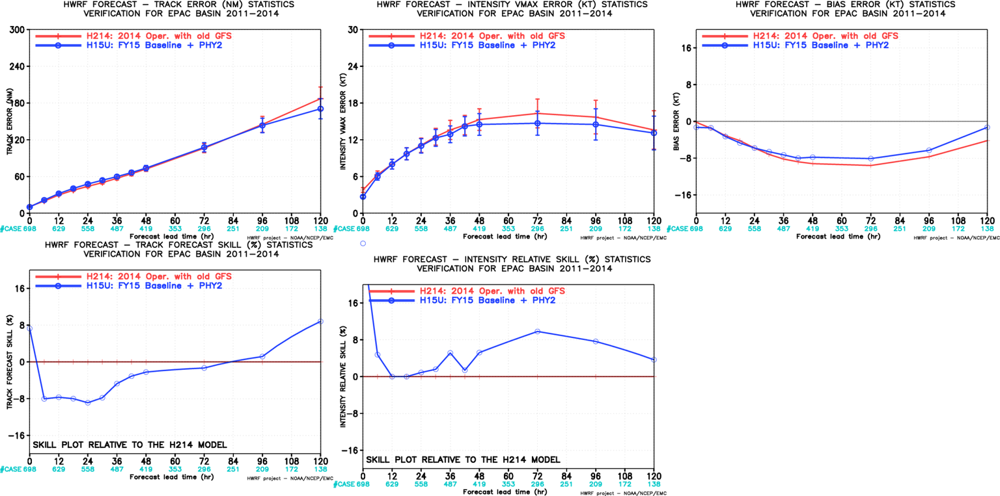 HWRF FORECAST — TRACK ERROR (NM) STATISTICS
VERIFICATION FOR EPAC BASIN 2011—2014
H214: 2014 Oper. with old GFS
H15U: FY15 Baseline + PHY2
TRACK ERROR (NM)
300
240
180
120
60
0
0 12 24 36 48 60 72 84 96 108 120
#CASE 698 629 558 487 419 353 296 251 209 172 138
Forecast lead time (hr)
HWRF project — NOAA/NCEP/EMC
HWRF FORECAST — INTENSITY VMAX ERROR (KT) STATISTICS
VERIFICATION FOR EPAC BASIN 2011—2014
H214: 2014 Oper. with old GFS
H15U: FY15 Baseline + PHY2
INTENSITY VMAX ERROR (KT)
30
24
18
12
6
0
0 12 24 36 48 60 72 84 96 108 120
#CASE 698 629 558 487 419 353 296 251 209 172 138
Forecast lead time (hr)
HWRF project — NOAA/NCEP/EMC
HWRF FORECAST — BIAS ERROR (KT) STATISTICS
VERIFICATION FOR EPAC BASIN 2011—2014
H214: 2014 Oper. with old GFS
H15U: FY15 Baseline + PHY2
BIAS ERROR (KT)
16
8
0
—8
—16
0 12 24 36 48 60 72 84 96 108 120
#CASE 698 629 558 487 419 353 296 251 209 172 138
Forecast lead time (hr)
HWRF project — NOAA/NCEP/EMC
HWRF FORECAST — TRACK FORECAST SKILL (%) STATISTICS
VERIFICATION FOR EPAC BASIN 2011—2014
H214: 2014 Oper. with old GFS
H15U: FY15 Baseline + PHY2
TRACK FORECAST SKILL (%)
16
8
0
—8
—16
SKILL PLOT RELATIVE TO THE H214 MODEL
0 12 24 36 48 60 72 84 96 108 120
#CASE 698 629 558 487 419 353 296 251 209 172 138
Forecast lead time (hr)
HWRF project — NOAA/NCEP/EMC
HWRF FORECAST — INTENSITY RELATIVE SKILL (%) STATISTICS
VERIFICATION FOR EPAC BASIN 2011—2014
H214: 2014 Oper. with old GFS
H15U: FY15 Baseline + PHY2
INTENSITY RELATIVE SKILL (%)
16
8
0
—8
—16
SKILL PLOT RELATIVE TO THE H214 MODEL
0 12 24 36 48 60 72 84 96 108 120
#CASE 698 629 558 487 419 353 296 251 209 172 138
Forecast lead time (hr)
HWRF project — NOAA/NCEP/EMC